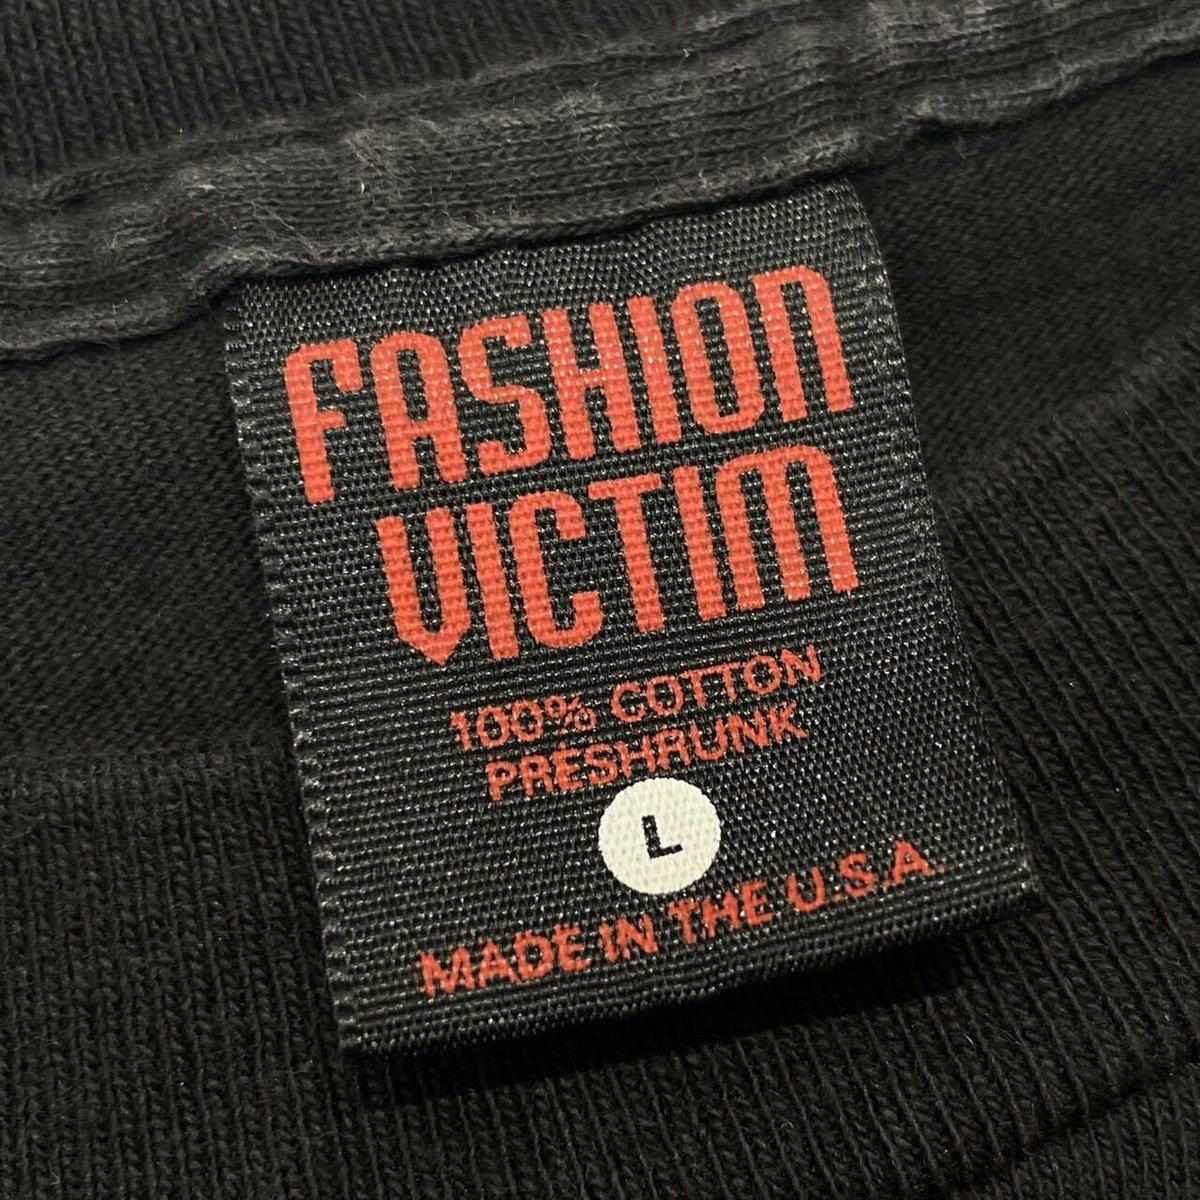 FASHION
VICTIM
100% COTTON
PRESHRUNK
L
MADE IN THE U.S.A.